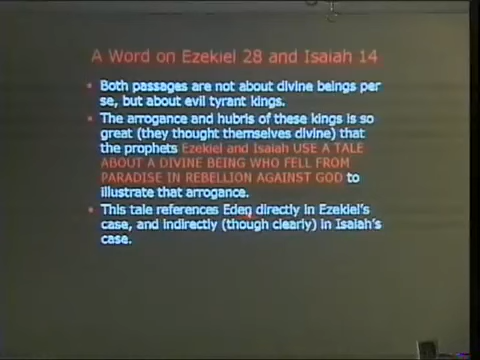 A Word on Ezekiel 28 and Isaiah 14
• Both passages are not about divine beings per
se, but about evil tyrant kings.
• The arrogance and hubris of these kings is so
great (they thought themselves divine) that
the prophets Ezekiel and Isaiah USE A TALE
ABOUT A DIVINE BEING WHO FELL FROM
PARADISE IN REBELLION AGAINST GOD to
illustrate that arrogance.
• This tale references Eden directly in Ezekiel's
case, and indirectly (though clearly) in Isaiah's
case.